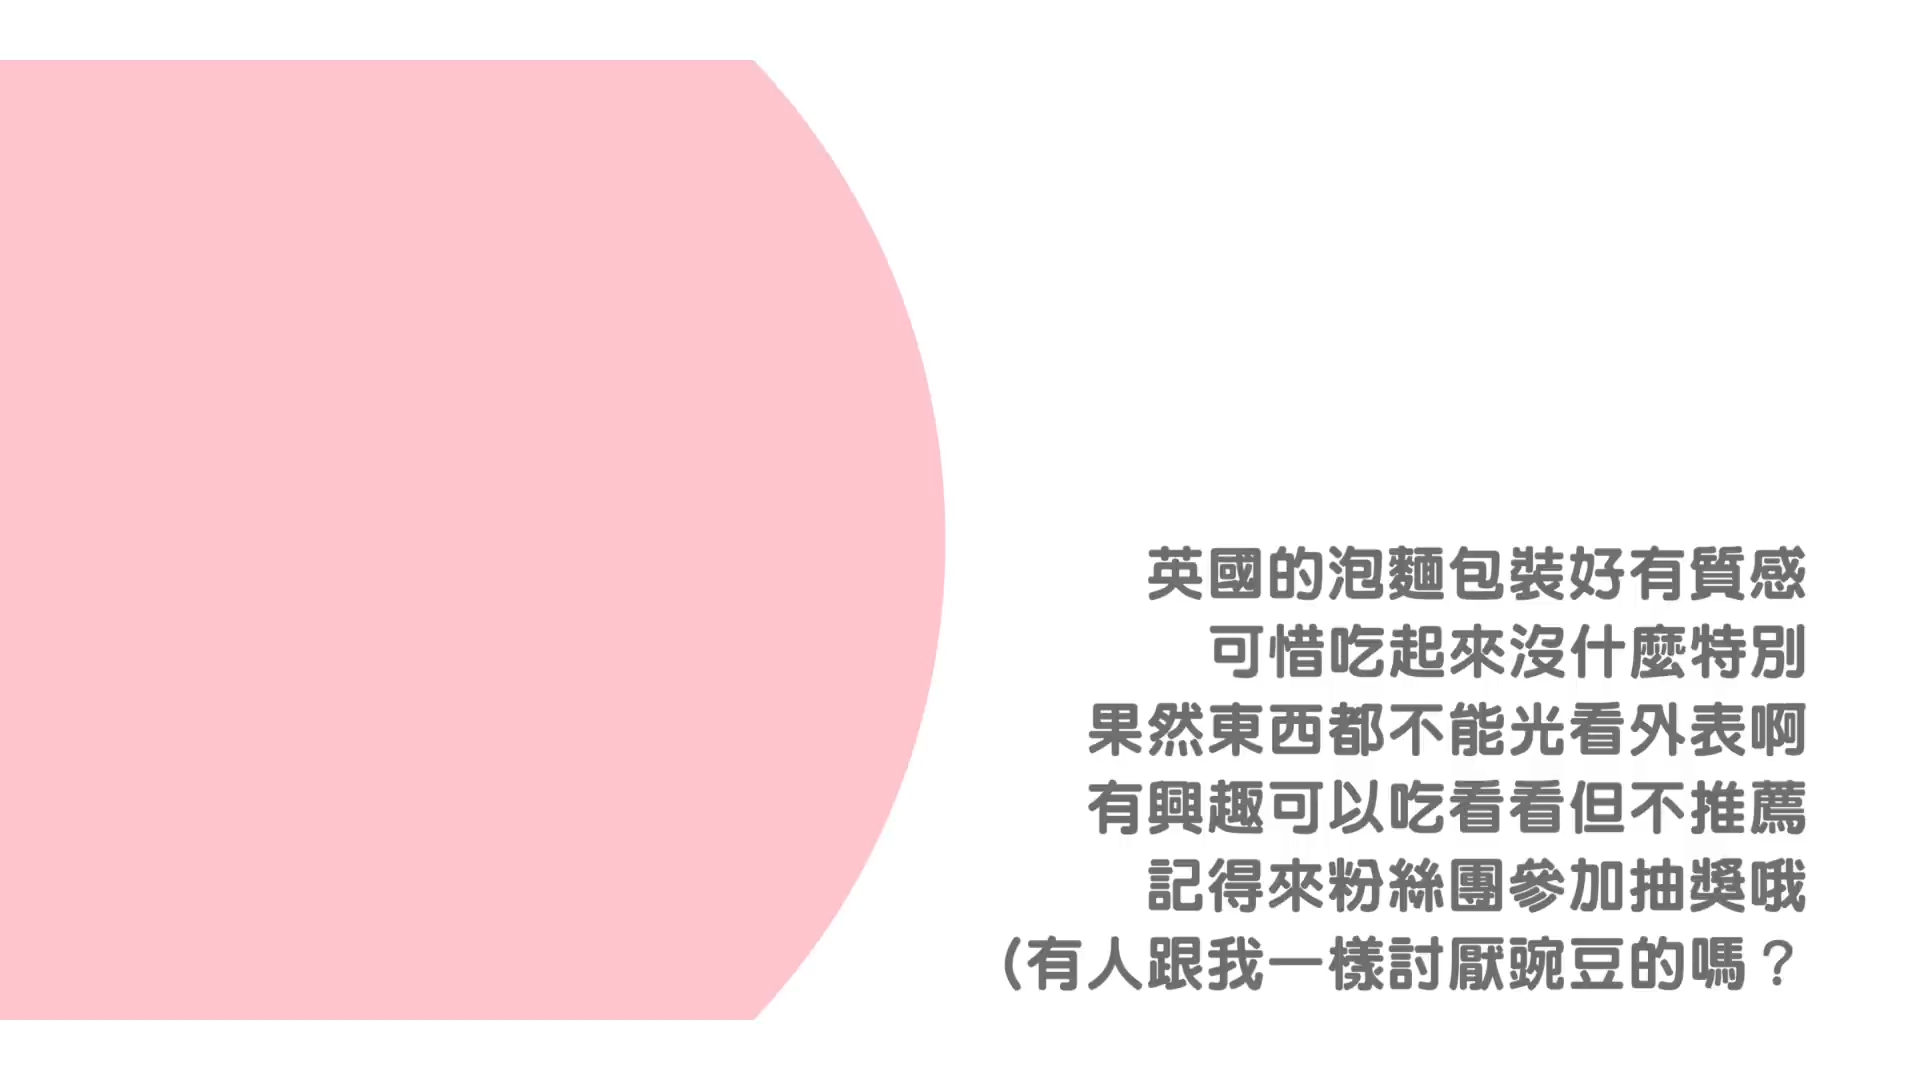 英國的泡麵包裝好有質感
可惜吃起來沒什麼特別
果然東西都不能光看外表啊
有興趣可以吃看看但不推薦
記得來粉絲團參加抽獎哦
(有人跟我一樣討厭豌豆的嗎？